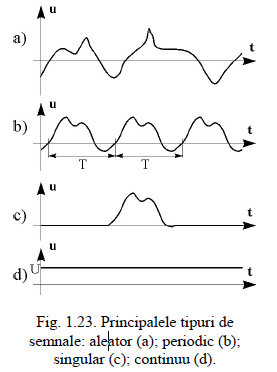 u
a)
t
u
b)
t
T T
u
c)
t
u
d) U
t
Fig. 1.23. Principalele tipuri de
semnale: aleator (a); periodic (b);
singular (c); continuu (d).